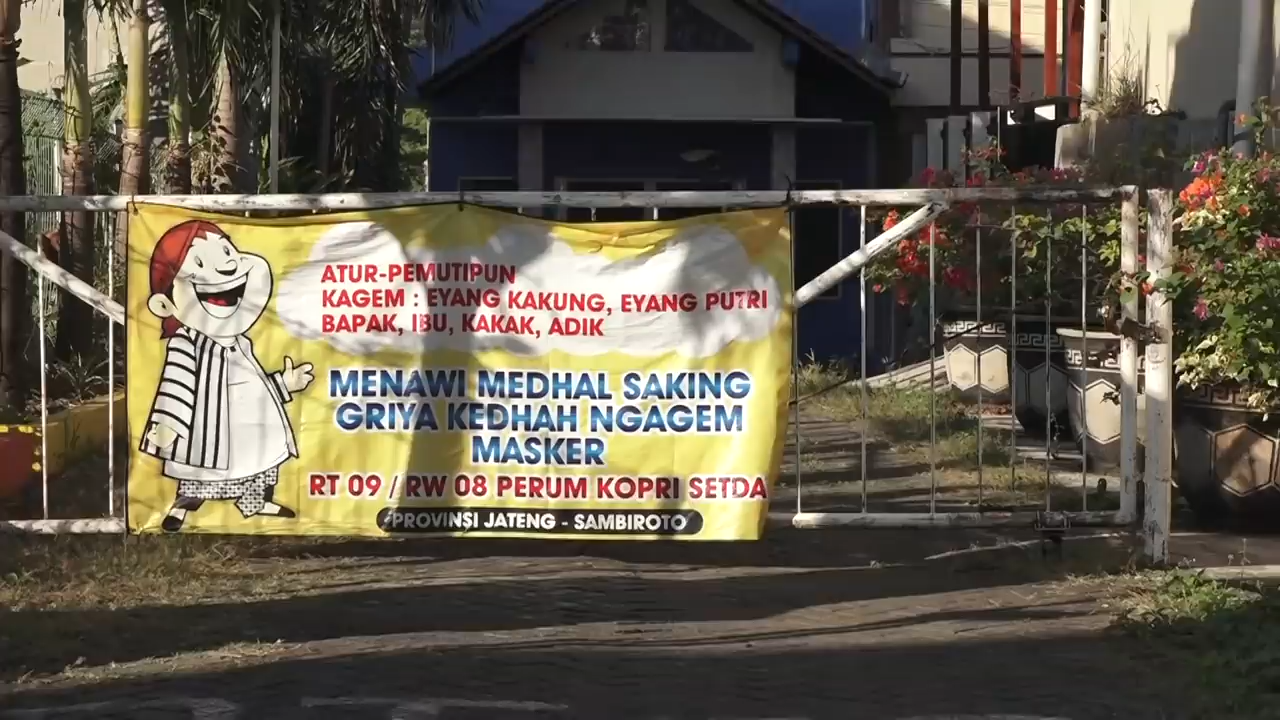 ATUR-PEMUTIPUN
KAGEM : EYANG KAKUNG, EYANG PUTRI
BAPAK, IBU, KAKAK, ADIK
MENAWI MEDHAL SAKING
GRIYA KEDHAH NGAGEM
MASKER
RT 09 / RW 08 PERUM KOPRI SETDA
PROVINSI JATENG - SAMBIROTO